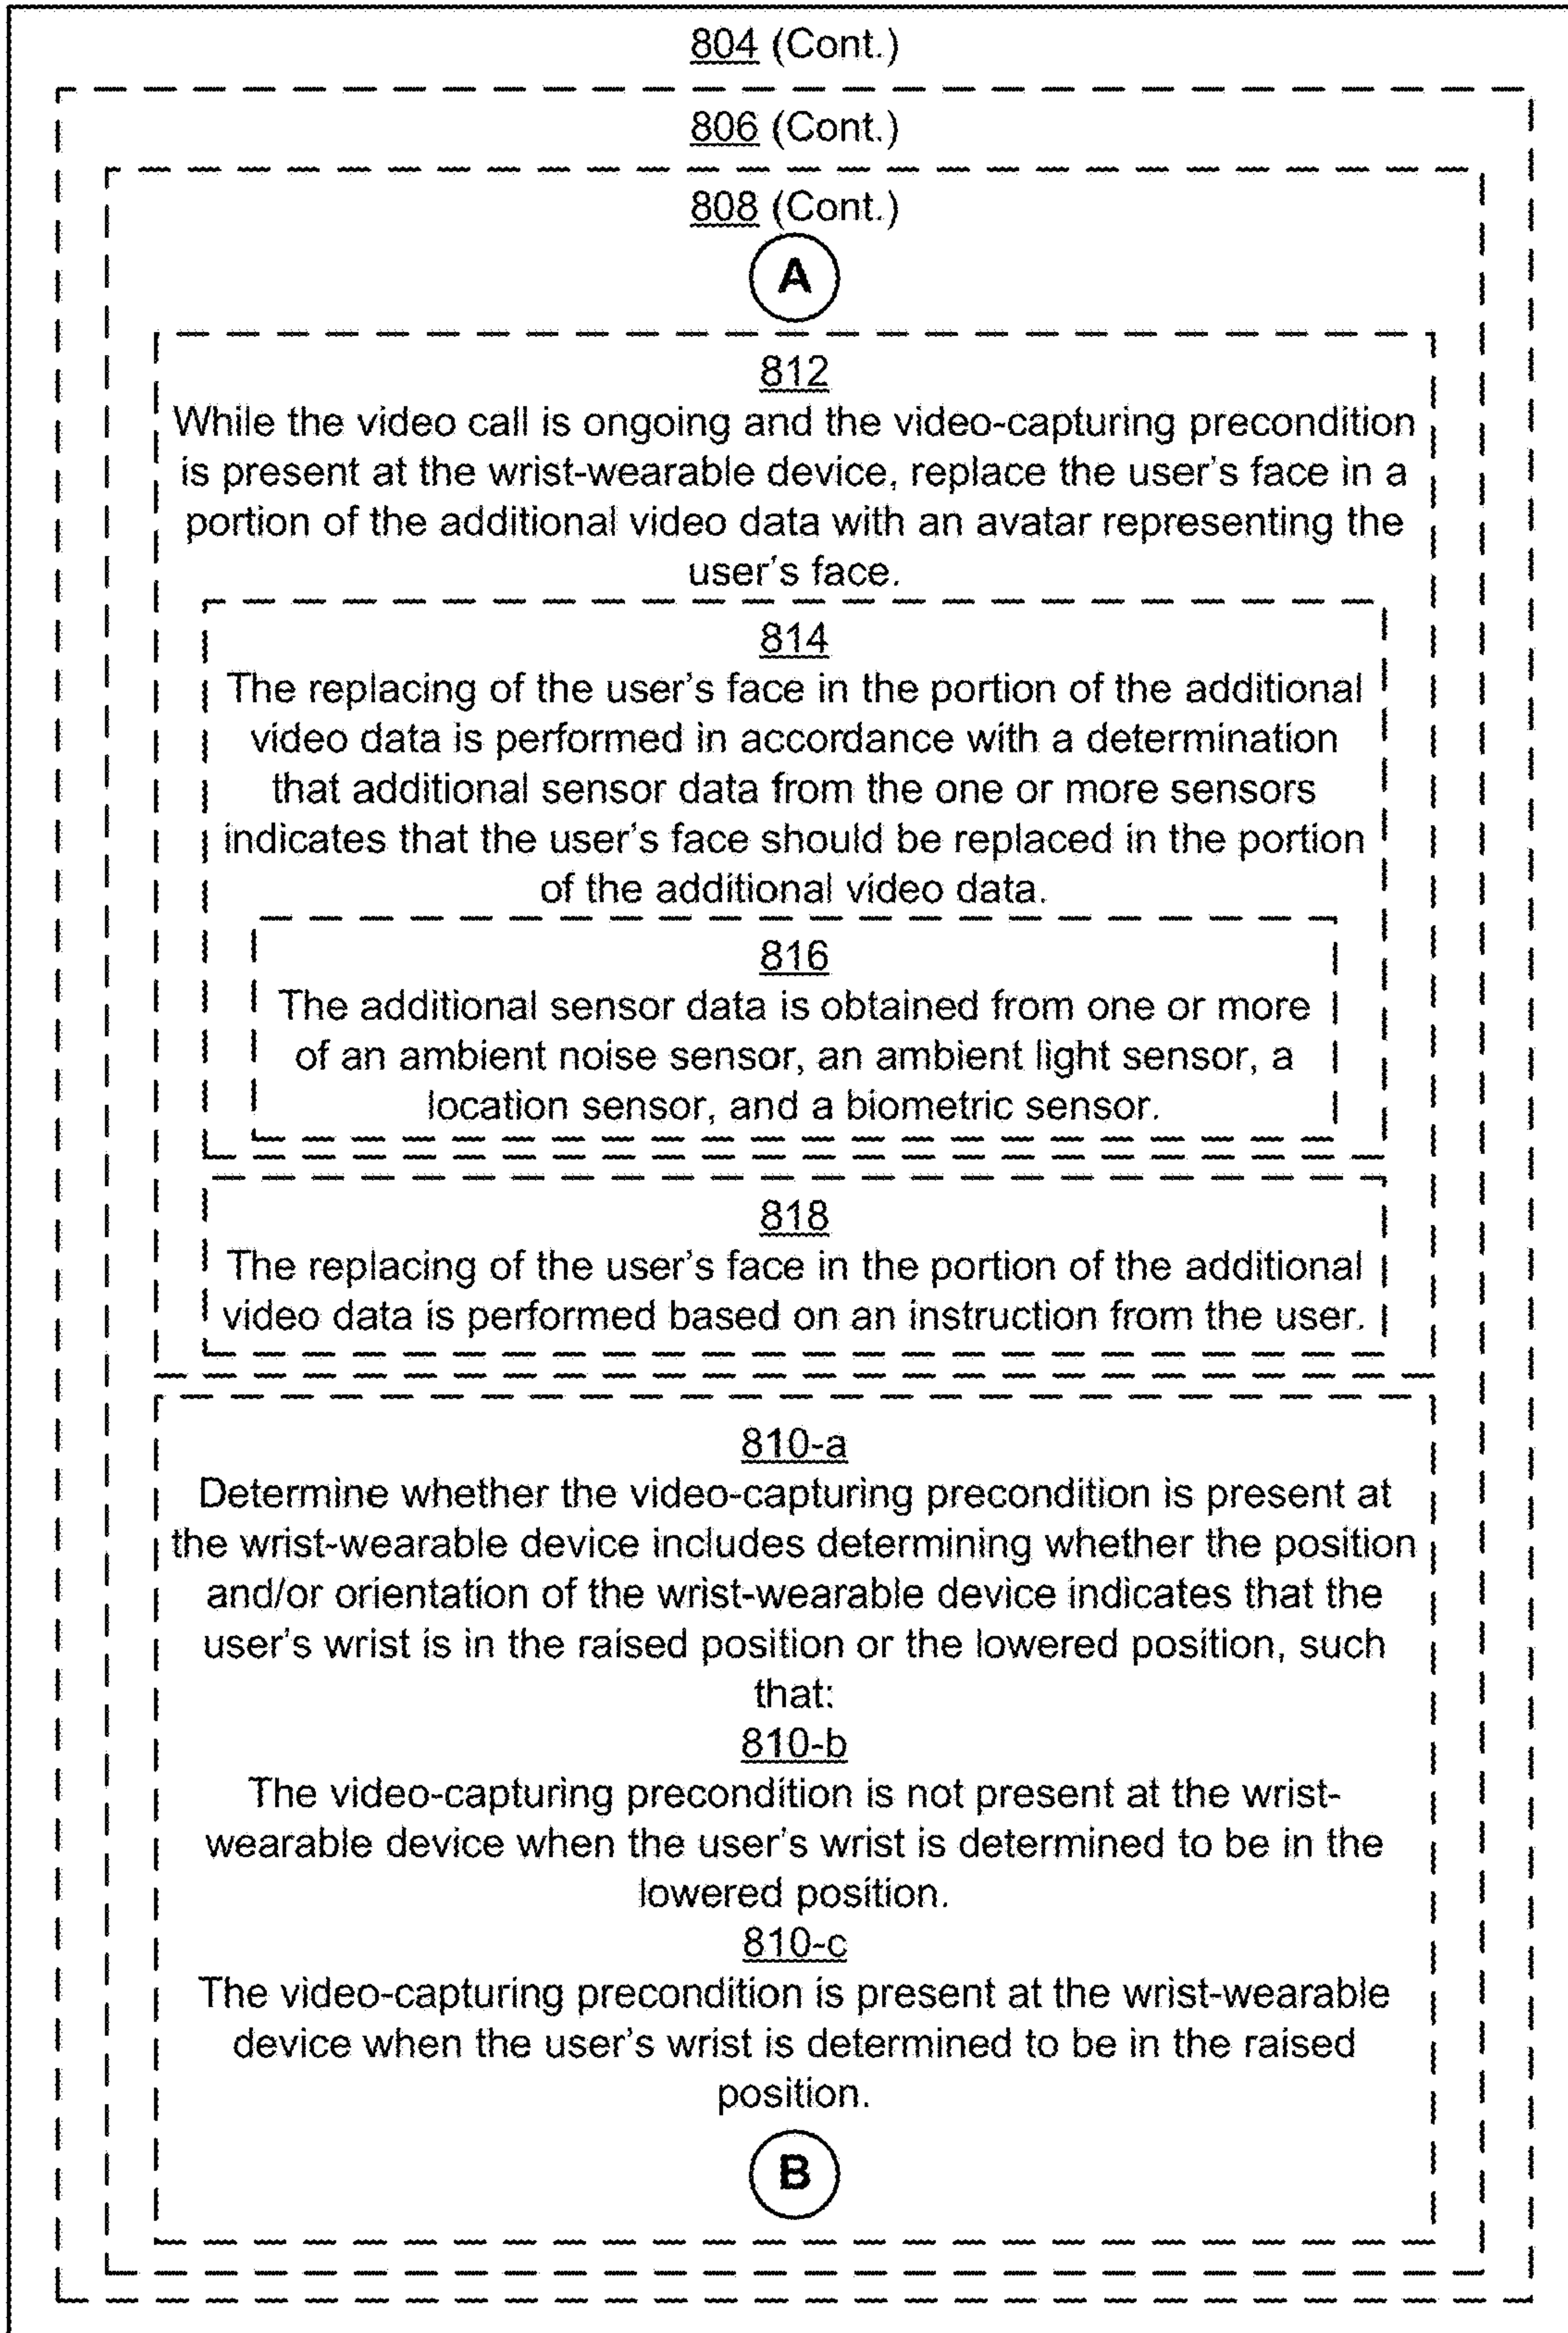 804 (Cont.)
806 (Cont.)
808 (Cont.)
A
812
While the video call is ongoing and the video-capturing precondition
is present at the wrist-wearable device, replace the user's face in a
portion of the additional video data with an avatar representing the
user's face.
814
The replacing of the user's face in the portion of the additional
video data is performed in accordance with a determination
that additional sensor data from the one or more sensors
indicates that the user's face should be replaced in the portion
of the additional video data.
816
The additional sensor data is obtained from one or more
of an ambient noise sensor, an ambient light sensor, a
location sensor, and a biometric sensor.
818
The replacing of the user's face in the portion of the additional
video data is performed based on an instruction from the user.
810-a
Determine whether the video-capturing precondition is present at
the wrist-wearable device includes determining whether the position
and/or orientation of the wrist-wearable device indicates that the
user's wrist is in the raised position or the lowered position, such
that:
810-b
The video-capturing precondition is not present at the wrist-
wearable device when the user's wrist is determined to be in the
lowered position.
810-c
The video-capturing precondition is present at the wrist-wearable
device when the user's wrist is determined to be in the raised
position.
B